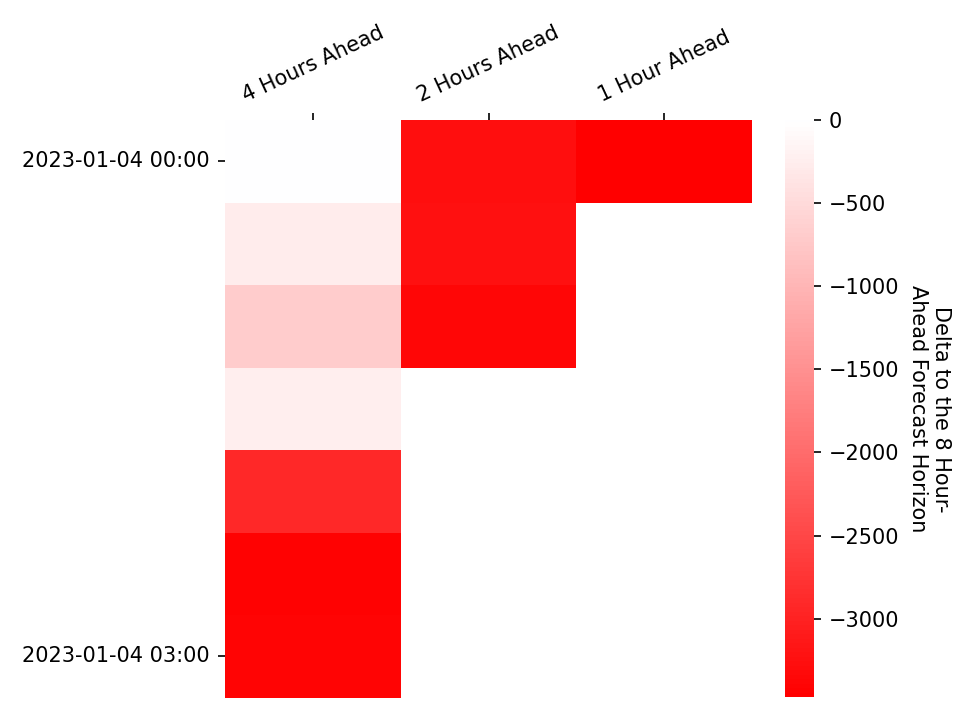 4 Hours Ahead
2 Hours Ahead
1 Hour Ahead
2023-01-04 00:00
2023-01-04 03:00
0
−500
−1000
−1500
−2000
−2500
−3000
Delta to the 8 Hour-
Ahead Forecast Horizon